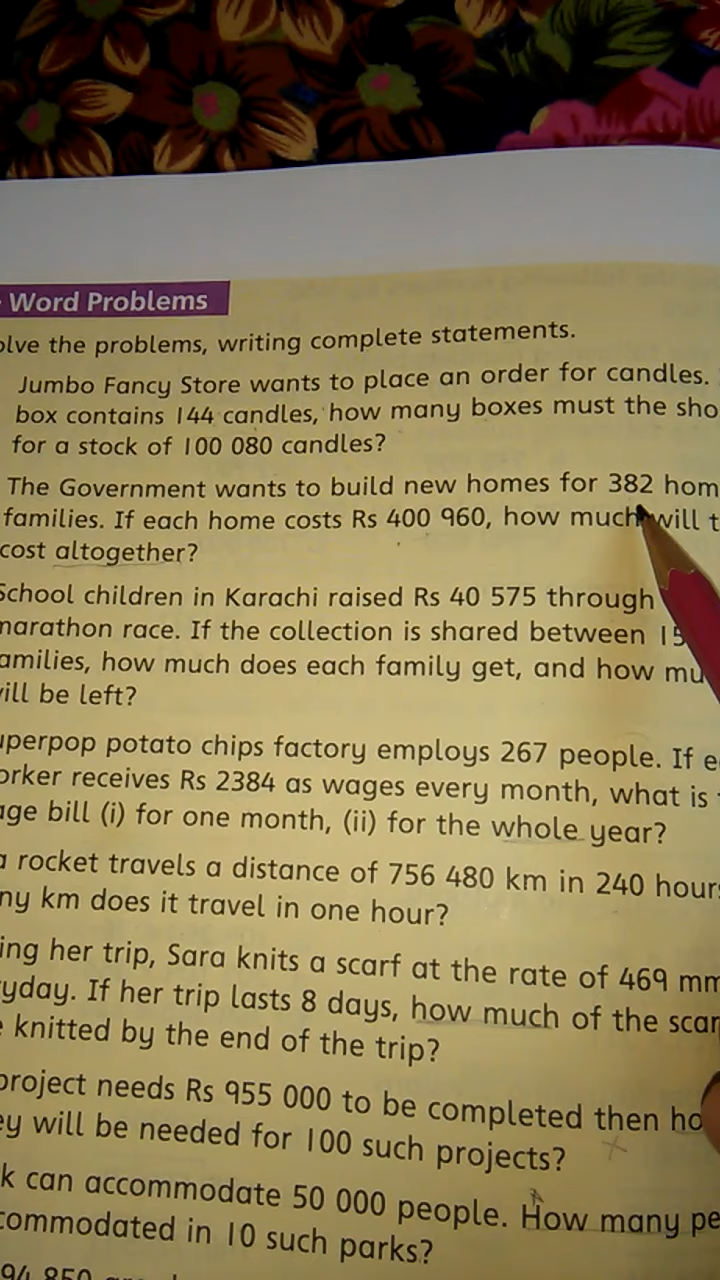 Word Problems
olve the problems, writing complete statements.
Jumbo Fancy Store wants to place an order for candles.
box contains 144 candles, how many boxes must the sho
for a stock of 100 080 candles?
The Government wants to build new homes for 382 hom
families. If each home costs Rs 400 960, how much will t
cost altogether?
School children in Karachi raised Rs 40 575 through
marathon race. If the collection is shared between 15
amilies, how much does each family get, and how mu
ill be left?
uperpop potato chips factory employs 267 people. If e
orker receives Rs 2384 as wages every month, what is
age bill (i) for one month, (ii) for the whole year?
a rocket travels a distance of 756 480 km in 240 hours
ny km does it travel in one hour?
ing her trip, Sara knits a scarf at the rate of 469 mm
yday. If her trip lasts 8 days, how much of the scar
e knitted by the end of the trip?
project needs Rs 955 000 to be completed then ho
ey will be needed for 100 such projects?
k can accommodate 50 000 people. How many pe
commodated in 10 such parks?
94 850